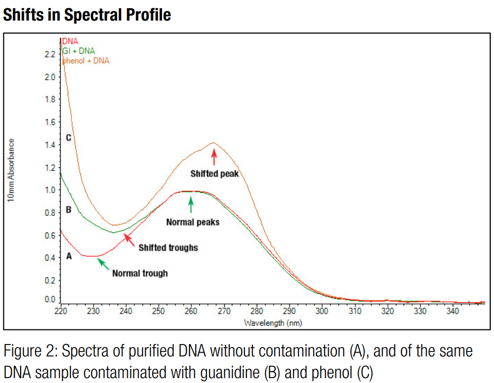 Shifts in Spectral Profile
DNA
GI + DNA
phenol + DNA
2.2
2.0
1.8
1.6
1.4
1.2
1.0
0.8
0.6
0.4
0.2
0.0
10mm Absorbance
C
B
A
Shifted peak
Normal peaks
Shifted troughs
Normal trough
220 230 240 250 260 270 280 290 300 310 320 330 340
Wavelength (nm)
Figure 2: Spectra of purified DNA without contamination (A), and of the same
DNA sample contaminated with guanidine (B) and phenol (C)